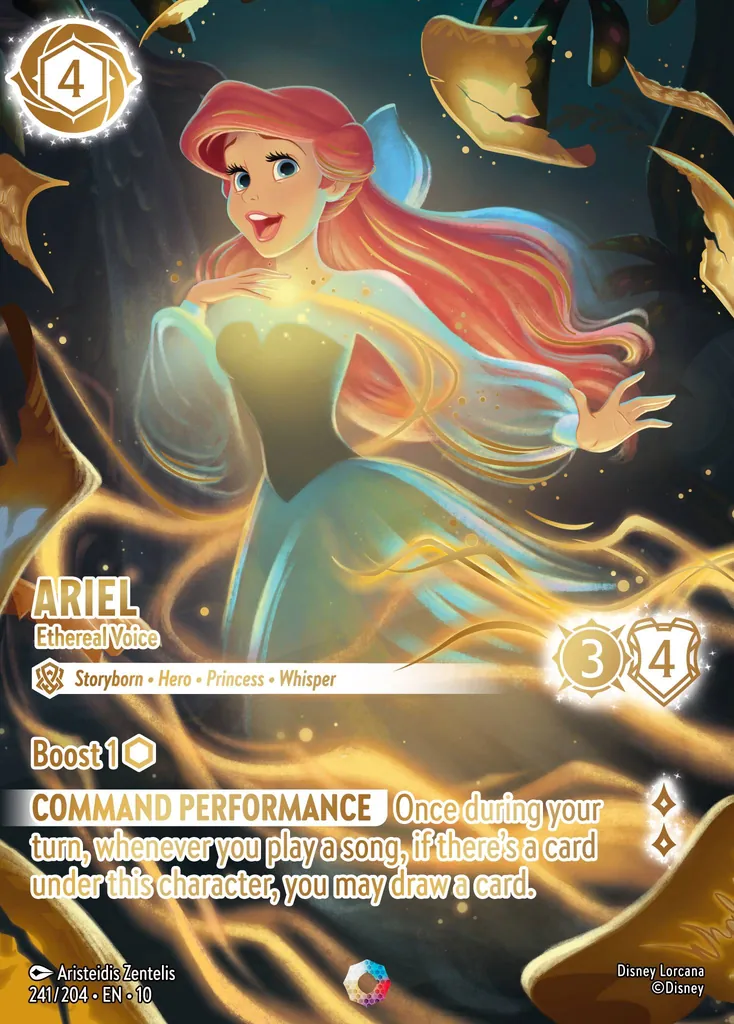 4
ARIEL
Ethereal Voice
3
4
Storyborn • Hero • Princess • Whisper
Boost 1
COMMAND PERFORMANCE Once during your
turn, whenever you play a song, if there's a card
under this character, you may draw a card.
Aristeidis Zentelis
241/204 • EN • 10
Disney Lorcana
©Disney